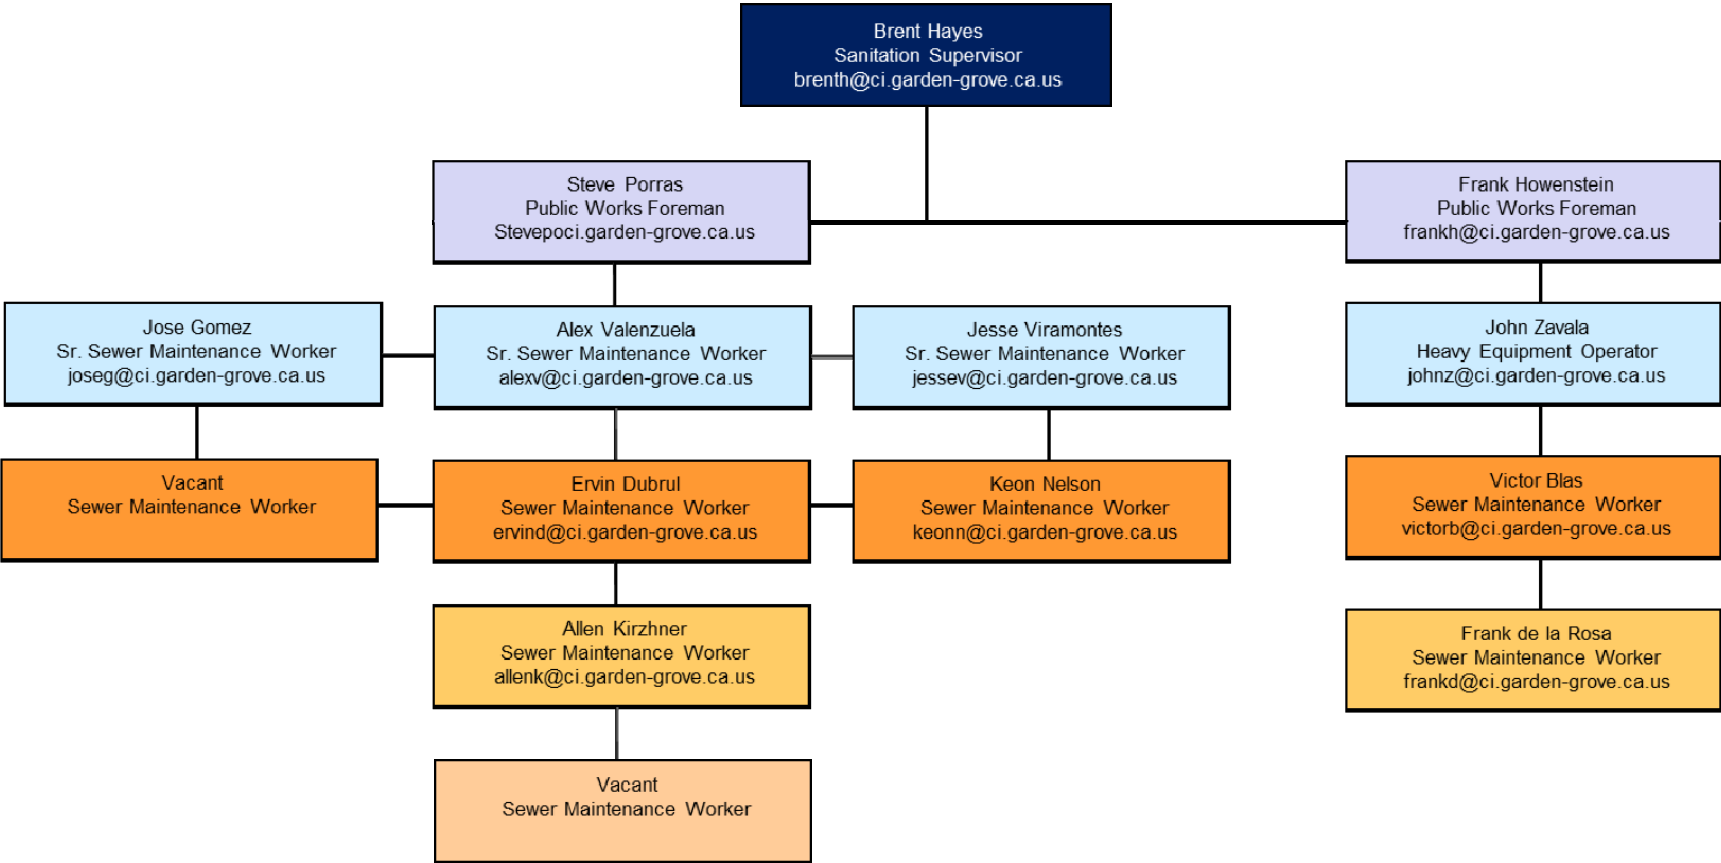 Brent Hayes
Sanitation Supervisor
brenth@ci.garden-grove.ca.us
Steve Porras
Public Works Foreman
Stevepoci.garden-grove.ca.us
Frank Howenstein
Public Works Foreman
frankh@ci.garden-grove.ca.us
Jose Gomez
Sr. Sewer Maintenance Worker
joseg@ci.garden-grove.ca.us
Alex Valenzuela
Sr. Sewer Maintenance Worker
alexv@ci.garden-grove.ca.us
Jesse Viramontes
Sr. Sewer Maintenance Worker
jessev@ci.garden-grove.ca.us
John Zavala
Heavy Equipment Operator
johnz@ci.garden-grove.ca.us
Vacant
Sewer Maintenance Worker
Ervin Dubrul
Sewer Maintenance Worker
ervind@ci.garden-grove.ca.us
Keon Nelson
Sewer Maintenance Worker
keonn@ci.garden-grove.ca.us
Victor Blas
Sewer Maintenance Worker
victorb@ci.garden-grove.ca.us
Allen Kirzhner
Sewer Maintenance Worker
allenk@ci.garden-grove.ca.us
Frank de la Rosa
Sewer Maintenance Worker
frankd@ci.garden-grove.ca.us
Vacant
Sewer Maintenance Worker